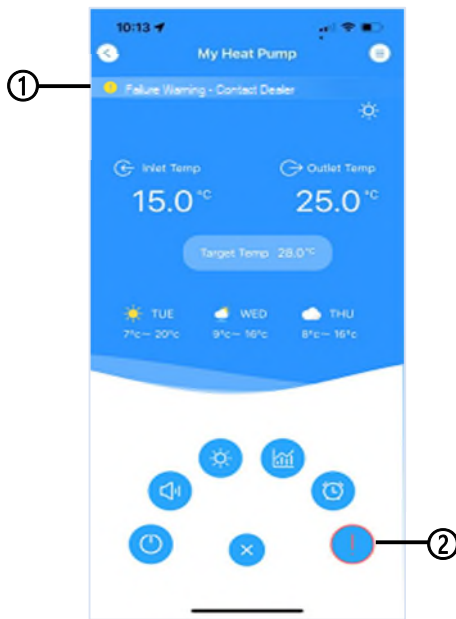 10:13
My Heat Pump
① Failure Warning - Contact Dealer
Inlet Temp Outlet Temp
15.0 °C 25.0 °C
Target Temp 28.0°C
TUE WED THU
7°c~ 20°c 9°c~ 16°c 8°c~ 16°c
②